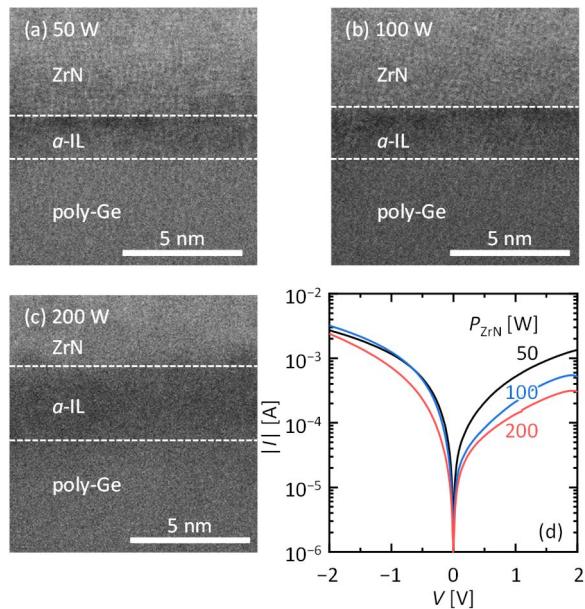 (a) 50 W
ZrN
α-IL
poly-Ge
5 nm
(b) 100 W
ZrN
α-IL
poly-Ge
5 nm
(c) 200 W
ZrN
α-IL
poly-Ge
5 nm
10⁻²
10⁻³
10⁻⁴
10⁻⁵
10⁻⁶
|I| [A]
P_ZrN [W]
50
100
200
(d)
−2 −1 0 1 2
V [V]